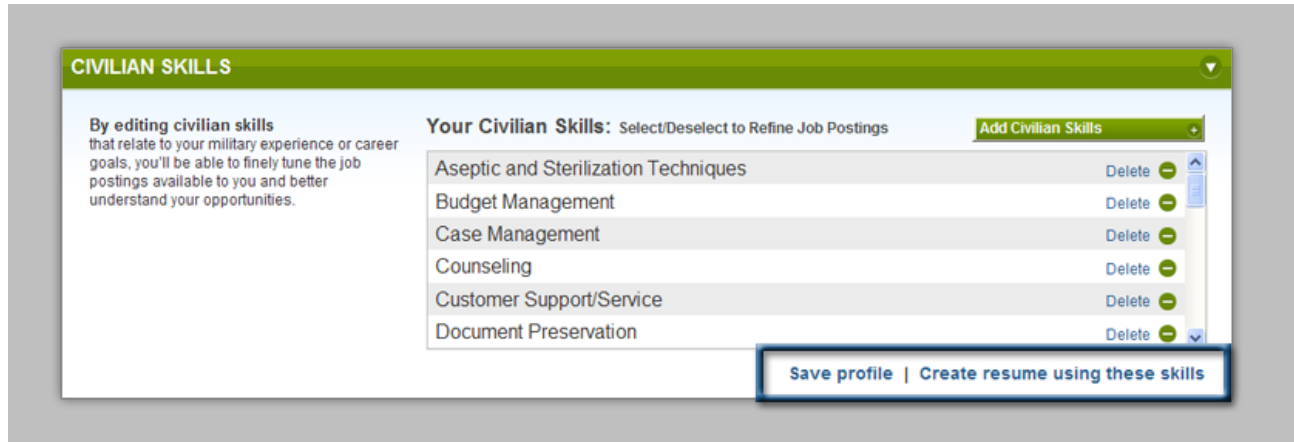 CIVILIAN SKILLS
By editing civilian skills
that relate to your military experience or career
goals, you'll be able to finely tune the job
postings available to you and better
understand your opportunities.
Your Civilian Skills: Select/Deselect to Refine Job Postings
Add Civilian Skills
Aseptic and Sterilization Techniques Delete
Budget Management Delete
Case Management Delete
Counseling Delete
Customer Support/Service Delete
Document Preservation Delete
Save profile | Create resume using these skills